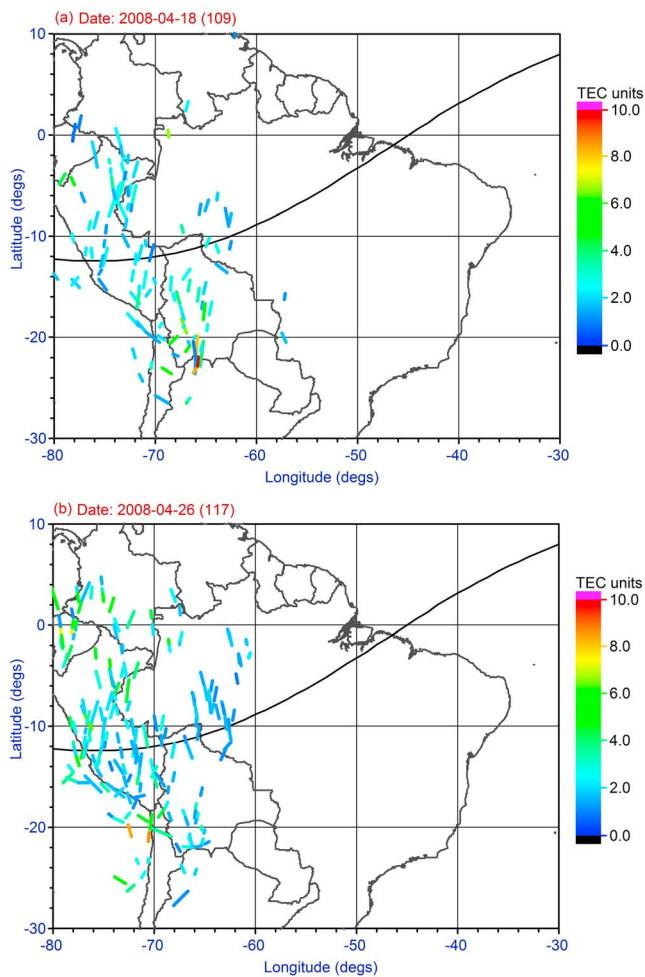 (a) Date: 2008-04-18 (109)
10
0
-10
-20
-30
Latitude (degs)
-80 -70 -60 -50 -40 -30
Longitude (degs)
TEC units
10.0
8.0
6.0
4.0
2.0
0.0
(b) Date: 2008-04-26 (117)
10
0
-10
-20
-30
Latitude (degs)
-80 -70 -60 -50 -40 -30
Longitude (degs)
TEC units
10.0
8.0
6.0
4.0
2.0
0.0